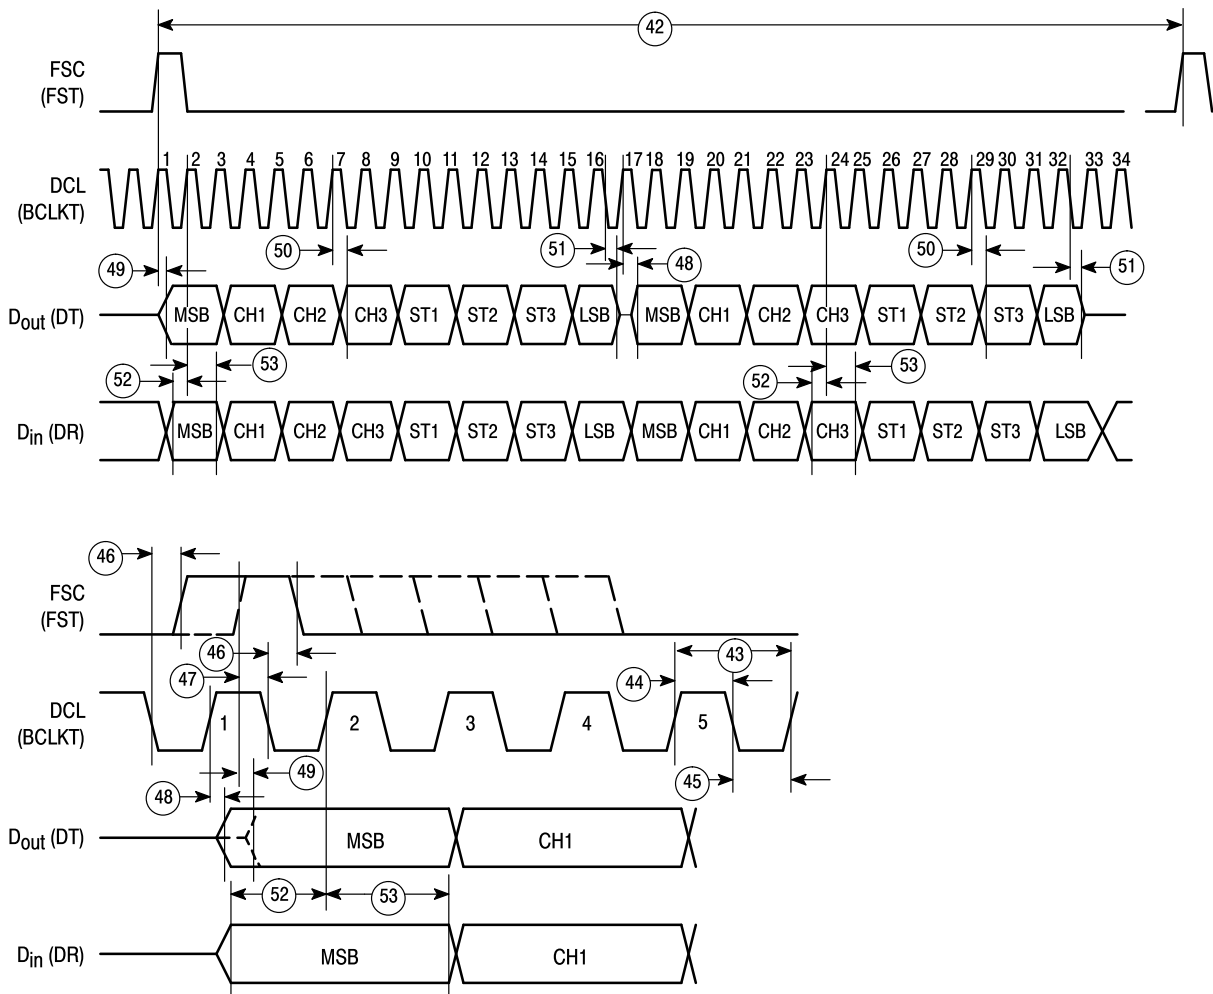 42
FSC
(FST)
1 2 3 4 5 6 7 8 9 10 11 12 13 14 15 16 17 18 19 20 21 22 23 24 25 26 27 28 29 30 31 32 33 34
DCL
(BCLKT)
50 51 50
49 48 51
Dout (DT) MSB CH1 CH2 CH3 ST1 ST2 ST3 LSB MSB CH1 CH2 CH3 ST1 ST2 ST3 LSB
53 53
52 52
Din (DR) MSB CH1 CH2 CH3 ST1 ST2 ST3 LSB MSB CH1 CH2 CH3 ST1 ST2 ST3 LSB
46
FSC
(FST)
46 43
47 44
DCL
(BCLKT)
1 2 3 4 5
49 45
48
Dout (DT) MSB CH1
52 53
Din (DR) MSB CH1